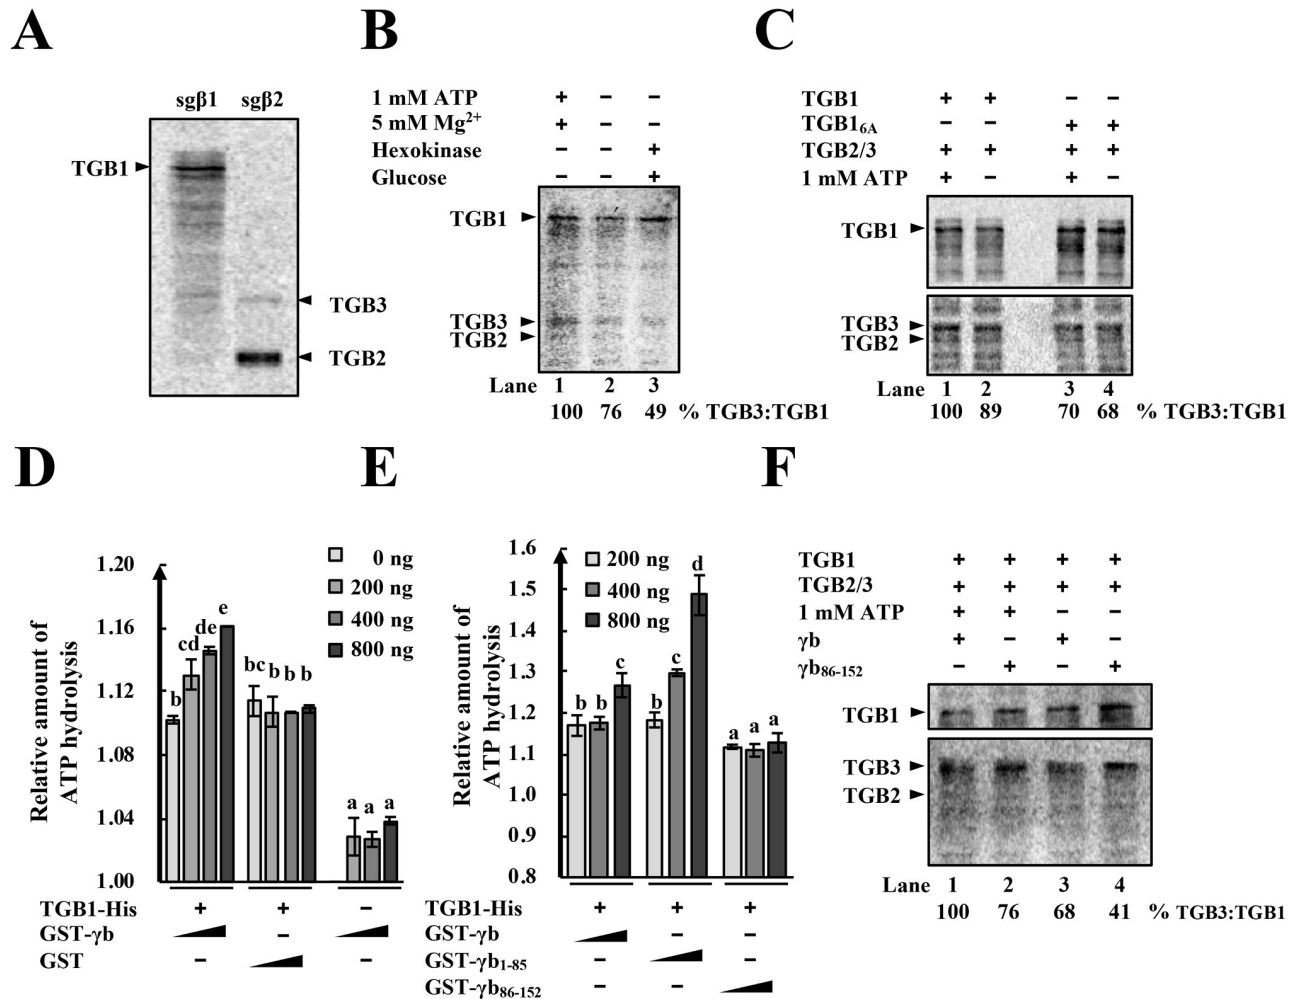 A
sgβ1 sgβ2
TGB1
TGB3
TGB2
B
1 mM ATP + – –
5 mM Mg2+ + – –
Hexokinase – – +
Glucose – – +
TGB1
TGB3
TGB2
Lane 1 2 3
100 76 49 % TGB3:TGB1
C
TGB1 + + – –
TGB16A – – + +
TGB2/3 + + + +
1 mM ATP + – + –
TGB1
TGB3
TGB2
Lane 1 2 3 4
100 89 70 68 % TGB3:TGB1
D
Relative amount of
ATP hydrolysis
1.20
1.16
1.12
1.08
1.04
1.00
0 ng
200 ng
400 ng
800 ng
b cd de e bc b b b a a a
TGB1-His + + –
GST-γb –
GST – –
E
Relative amount of
ATP hydrolysis
1.6
1.5
1.4
1.3
1.2
1.1
1.0
0.9
0.8
200 ng
400 ng
800 ng
b b c b c d a a a
TGB1-His + + +
GST-γb – –
GST-γb1-85 – –
GST-γb86-152 – –
F
TGB1 + + + +
TGB2/3 + + + +
1 mM ATP + + – –
γb + – + –
γb86-152 – + – +
TGB1
TGB3
TGB2
Lane 1 2 3 4
100 76 68 41 % TGB3:TGB1